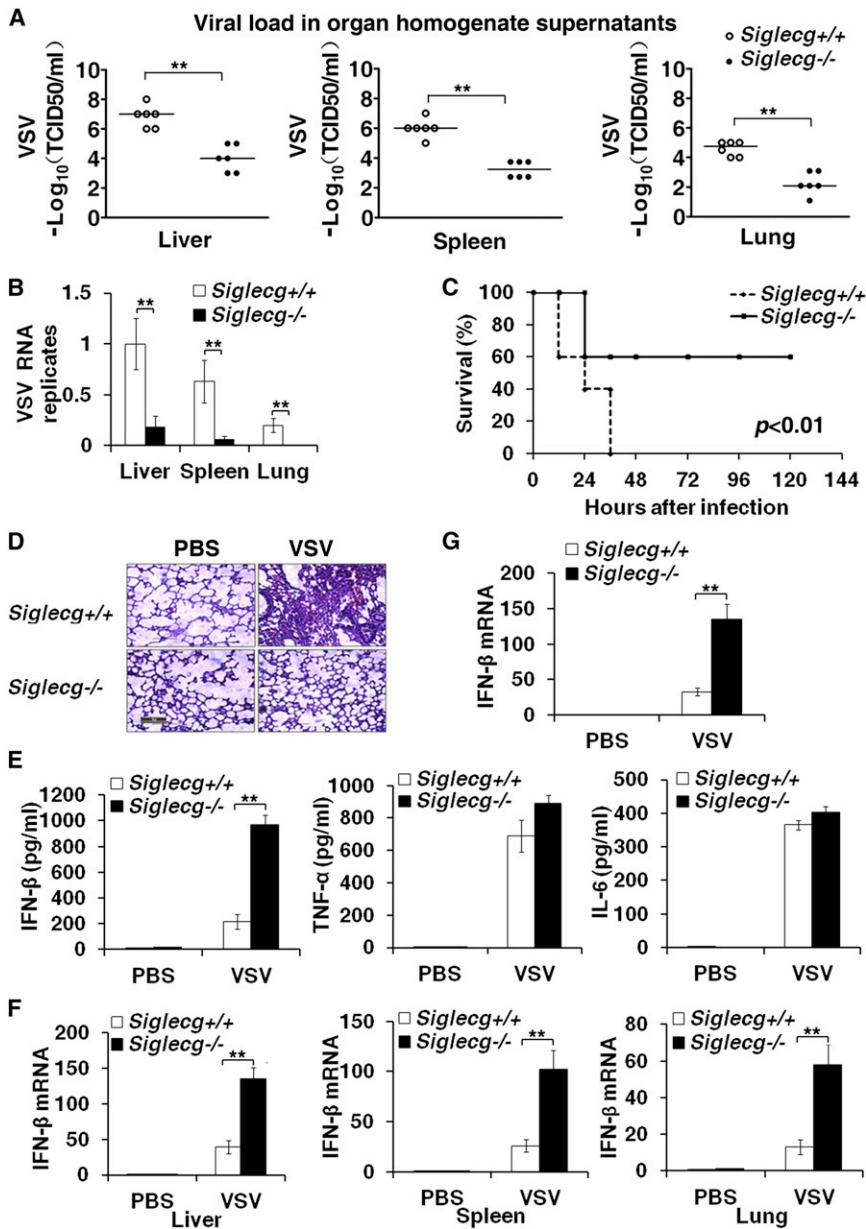 A
Viral load in organ homogenate supernatants
Siglecg+/+
Siglecg-/-
VSV
-Log10(TCID50/ml)
10
8
6
4
2
0
**
Liver
VSV
-Log10(TCID50/ml)
10
8
6
4
2
0
**
Spleen
VSV
-Log10(TCID50/ml)
10
8
6
4
2
0
**
Lung
B
Siglecg+/+
Siglecg-/-
VSV RNA
replicates
1.5
1
0.5
0
**
**
**
Liver Spleen Lung
C
Siglecg+/+
Siglecg-/-
Survival (%)
100
80
60
40
20
0
p<0.01
0 24 48 72 96 120 144
Hours after infection
D
PBS VSV
Siglecg+/+
Siglecg-/-
G
Siglecg+/+
Siglecg-/-
IFN-β mRNA
200
150
100
50
0
**
PBS VSV
E
Siglecg+/+
Siglecg-/-
IFN-β (pg/ml)
1200
1000
800
600
400
200
0
**
PBS VSV
Siglecg+/+
Siglecg-/-
TNF-α (pg/ml)
1000
800
600
400
200
0
PBS VSV
Siglecg+/+
Siglecg-/-
IL-6 (pg/ml)
500
400
300
200
100
0
PBS VSV
F
Siglecg+/+
Siglecg-/-
IFN-β mRNA
200
150
100
50
0
**
PBS VSV
Liver
Siglecg+/+
Siglecg-/-
IFN-β mRNA
150
100
50
0
**
PBS VSV
Spleen
Siglecg+/+
Siglecg-/-
IFN-β mRNA
80
60
40
20
0
**
PBS VSV
Lung